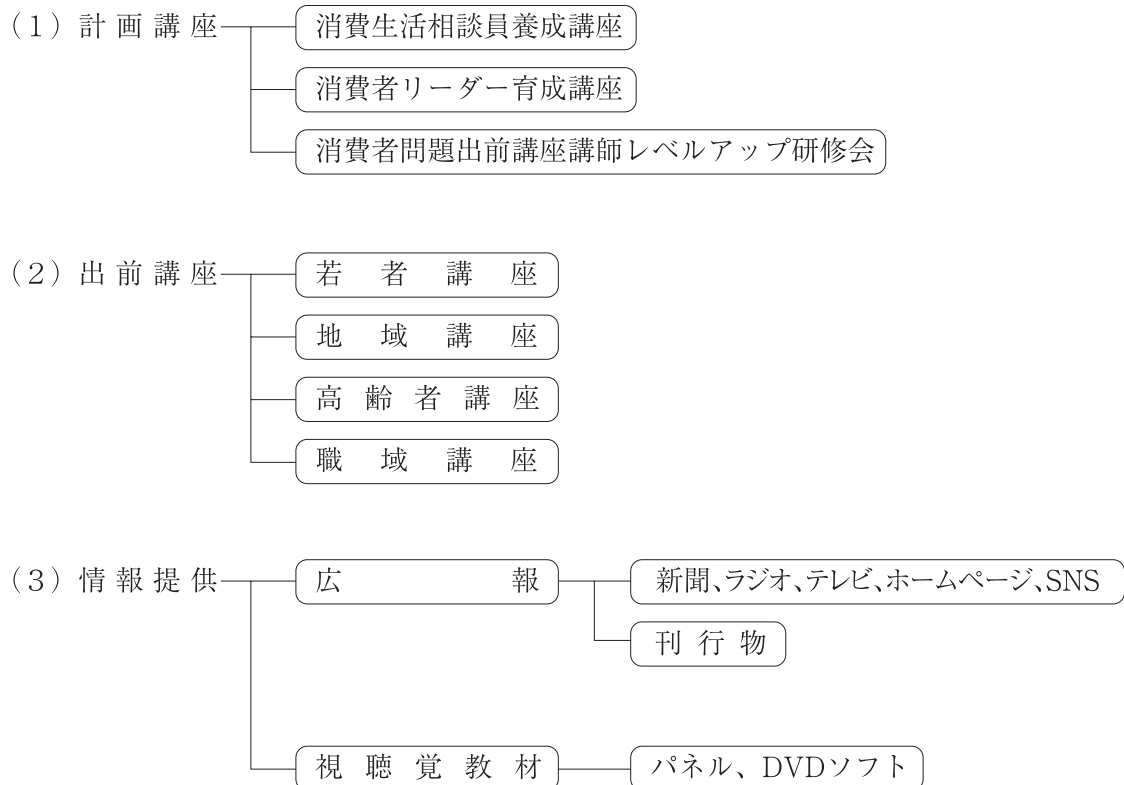 (1)計画講座 消費生活相談員養成講座
消費者リーダー育成講座
消費者問題出前講座講師レベルアップ研修会
(2)出前講座 若者講座
地域講座
高齢者講座
職域講座
(3)情報提供 広報 新聞、ラジオ、テレビ、ホームページ、SNS
刊行物
視聴覚教材 パネル、DVDソフト